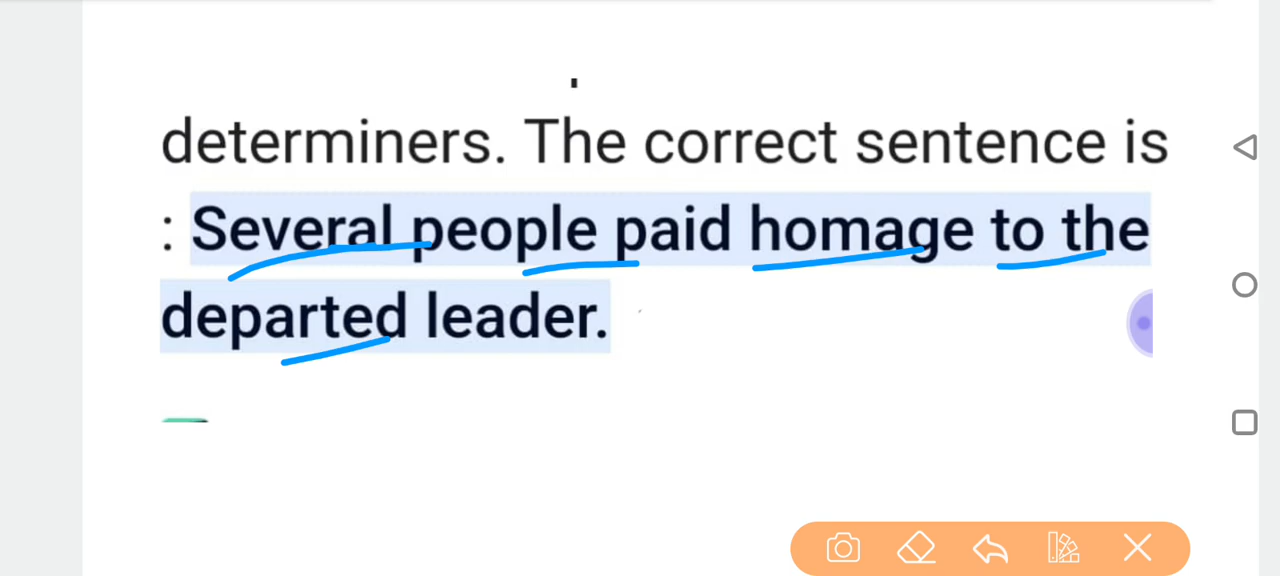 determiners. The correct sentence is
: Several people paid homage to the
departed leader.